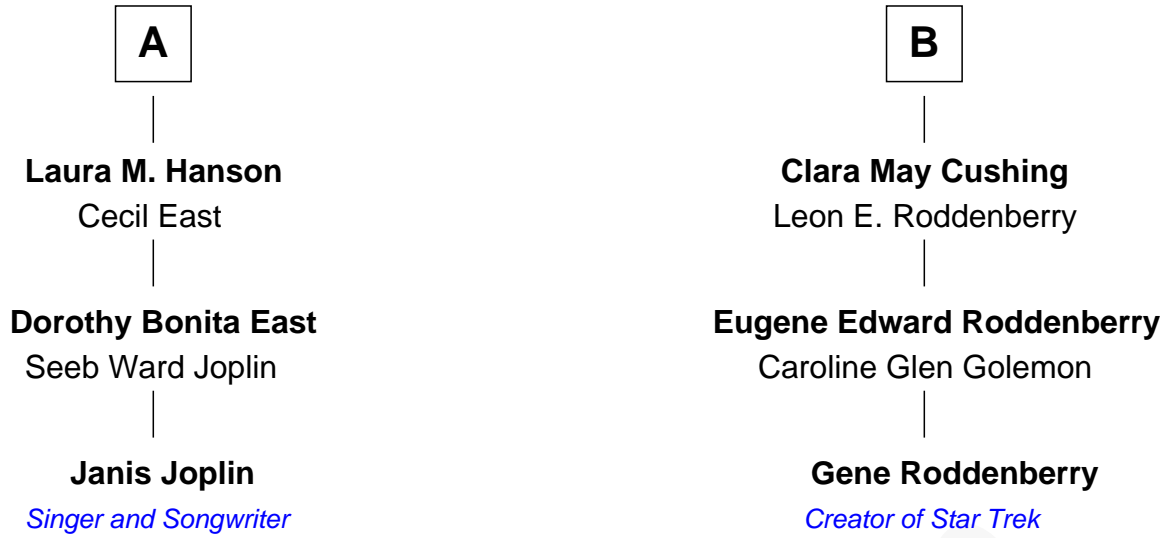 A
Laura M. Hanson
Cecil East
Dorothy Bonita East
Seeb Ward Joplin
Janis Joplin
Singer and Songwriter
B
Clara May Cushing
Leon E. Roddenberry
Eugene Edward Roddenberry
Caroline Glen Golemon
Gene Roddenberry
Creator of Star Trek